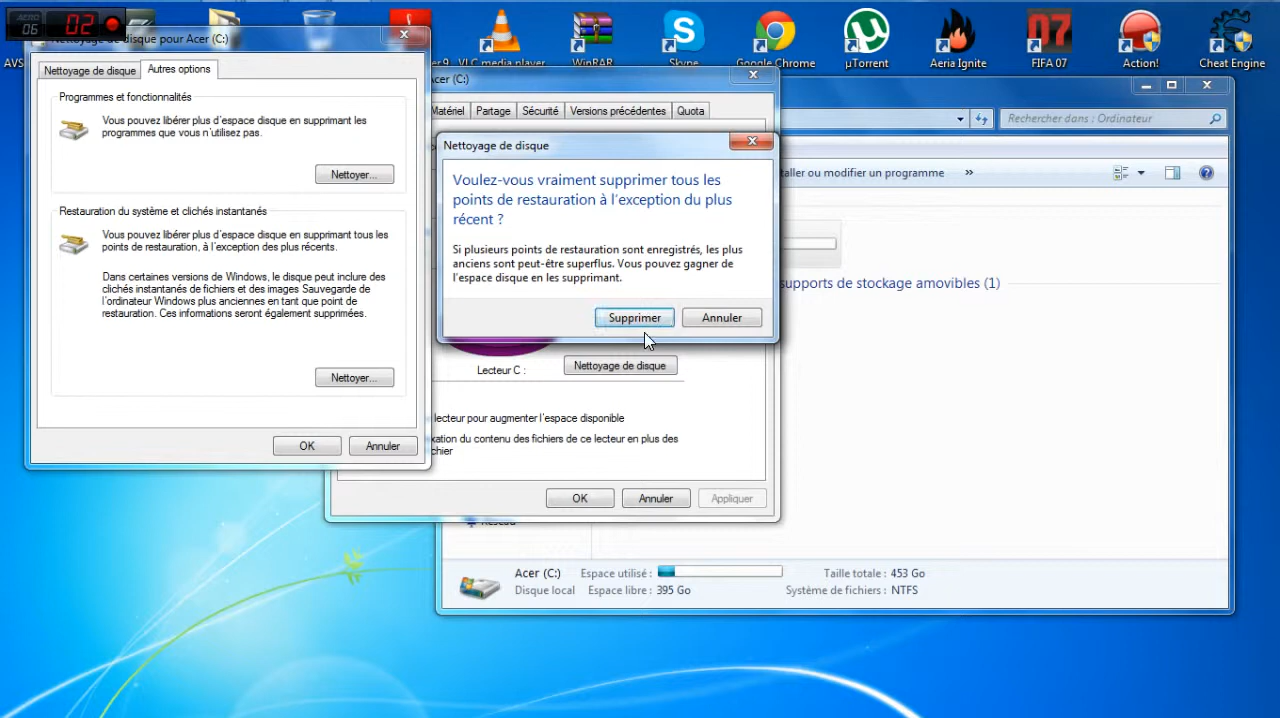 AERO
06
02
AVS
VLC media player
WinRAR
Skype
Google Chrome
µTorrent
Aeria Ignite
07
FIFA 07
Action!
Cheat Engine
Nettoyage de disque pour Acer (C:)
Nettoyage de disque
Autres options
Programmes et fonctionnalités
Vous pouvez libérer plus d'espace disque en supprimant les
programmes que vous n'utilisez pas.
Nettoyer...
Restauration du système et clichés instantanés
Vous pouvez libérer plus d'espace disque en supprimant tous les
points de restauration, à l'exception des plus récents.
Dans certaines versions de Windows, le disque peut inclure des
clichés instantanés de fichiers et des images Sauvegarde de
l'ordinateur Windows plus anciennes en tant que point de
restauration. Ces informations seront également supprimées.
Nettoyer...
OK
Annuler
Acer (C:)
Matériel
Partage
Sécurité
Versions précédentes
Quota
Nettoyage de disque
Voulez-vous vraiment supprimer tous les
points de restauration à l'exception du plus
récent ?
Si plusieurs points de restauration sont enregistrés, les plus
anciens sont peut-être superflus. Vous pouvez gagner de
l'espace disque en les supprimant.
Supprimer
Annuler
Lecteur C :
Nettoyage de disque
lecteur pour augmenter l'espace disponible
xation du contenu des fichiers de ce lecteur en plus des
chier
OK
Annuler
Appliquer
Rechercher dans : Ordinateur
taller ou modifier un programme
»
supports de stockage amovibles (1)
Réseau
Acer (C:)
Espace utilisé :
Taille totale : 453 Go
Disque local
Espace libre : 395 Go
Système de fichiers : NTFS